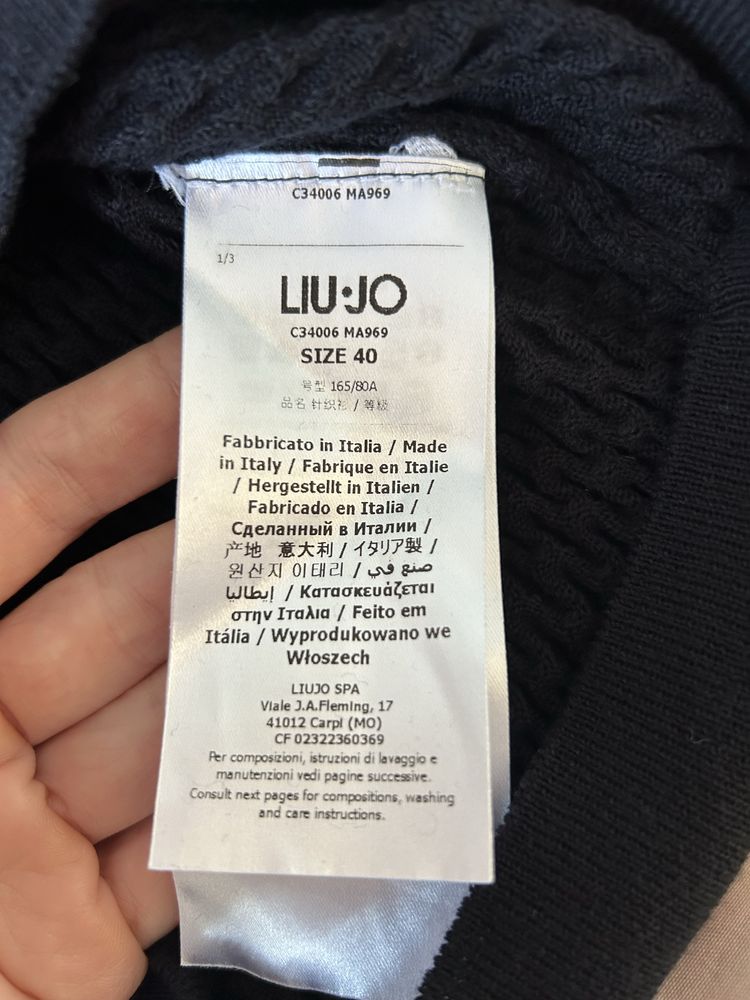 C34006 MA969
1/3
LIU·JO
C34006 MA969
SIZE 40
号型 165/80A
品名 针织衫 / 等级
Fabbricato in Italia / Made
in Italy / Fabrique en Italie
/ Hergestellt in Italien /
Fabricado en Italia /
Сделанный в Италии /
产地 意大利 / イタリア製 /
원산지 이태리 / صنع في
إيطاليا / Κατασκευάζεται
στην Ιταλια / Feito em
Itália / Wyprodukowano we
Włoszech
LIUJO SPA
Viale J.A.Fleming, 17
41012 Carpi (MO)
CF 02322360369
Per composizioni, istruzioni di lavaggio e
manutenzioni vedi pagine successive.
Consult next pages for compositions, washing
and care instructions.